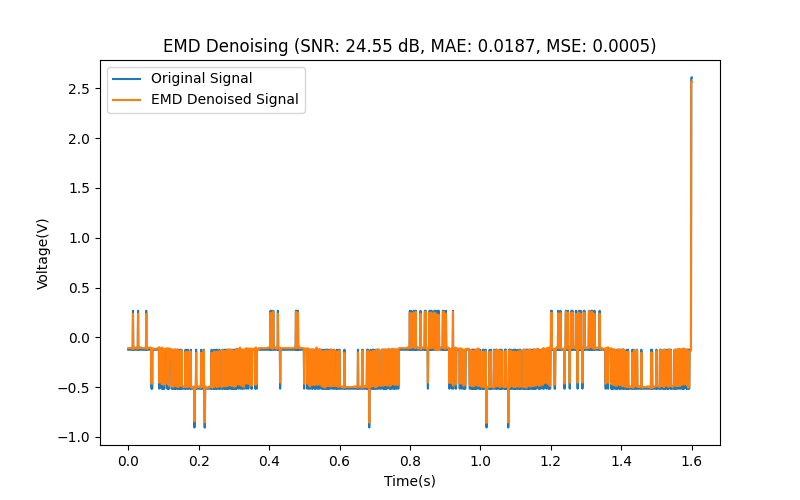 EMD Denoising (SNR: 24.55 dB, MAE: 0.0187, MSE: 0.0005)
Original Signal
EMD Denoised Signal
Voltage(V)
2.5
2.0
1.5
1.0
0.5
0.0
−0.5
−1.0
0.0 0.2 0.4 0.6 0.8 1.0 1.2 1.4 1.6
Time(s)